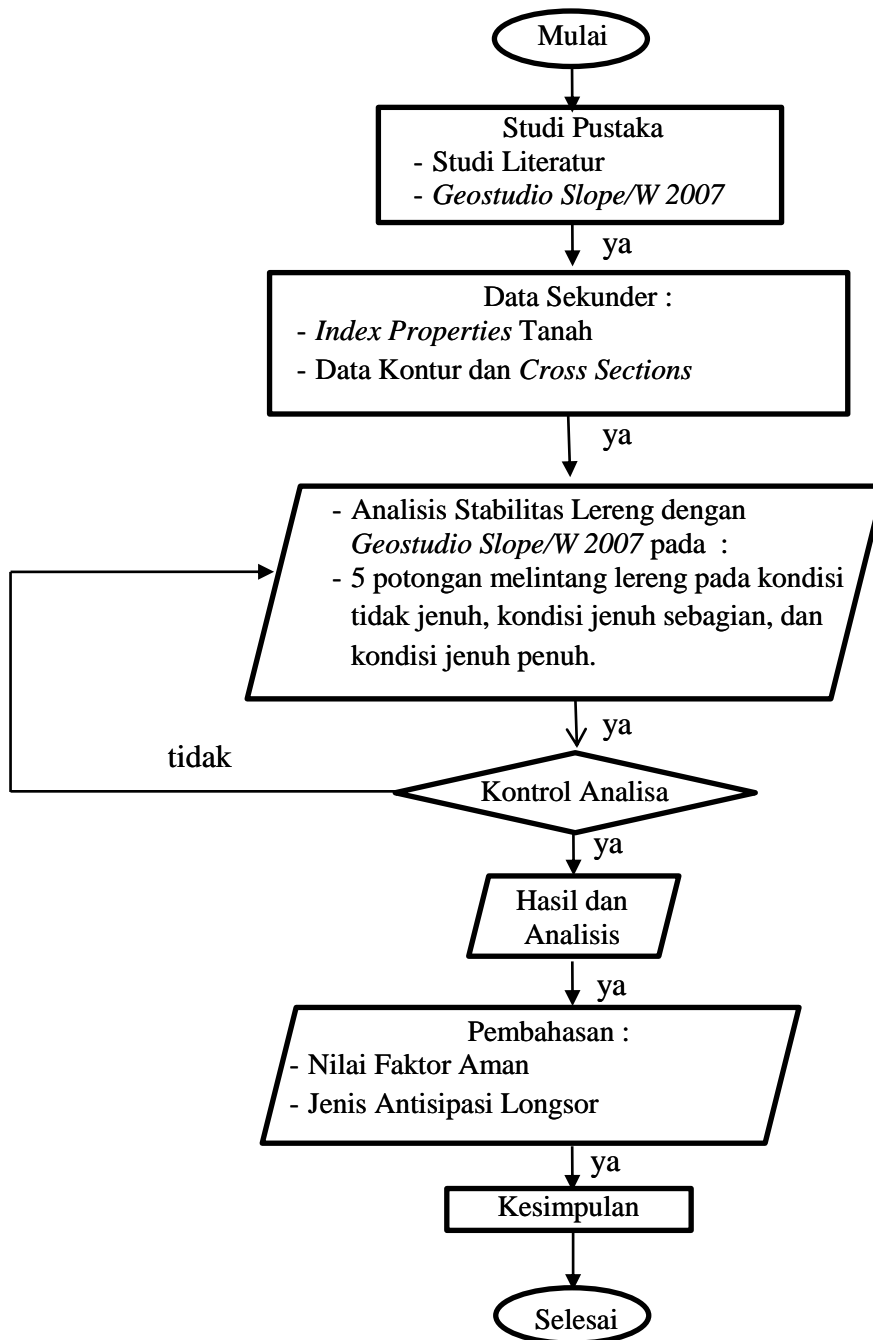 Mulai
Studi Pustaka
- Studi Literatur
- Geostudio Slope/W 2007
ya
Data Sekunder :
- Index Properties Tanah
- Data Kontur dan Cross Sections
ya
- Analisis Stabilitas Lereng dengan
Geostudio Slope/W 2007 pada :
- 5 potongan melintang lereng pada kondisi
tidak jenuh, kondisi jenuh sebagian, dan
kondisi jenuh penuh.
ya
tidak
Kontrol Analisa
ya
Hasil dan
Analisis
ya
Pembahasan :
- Nilai Faktor Aman
- Jenis Antisipasi Longsor
ya
Kesimpulan
Selesai